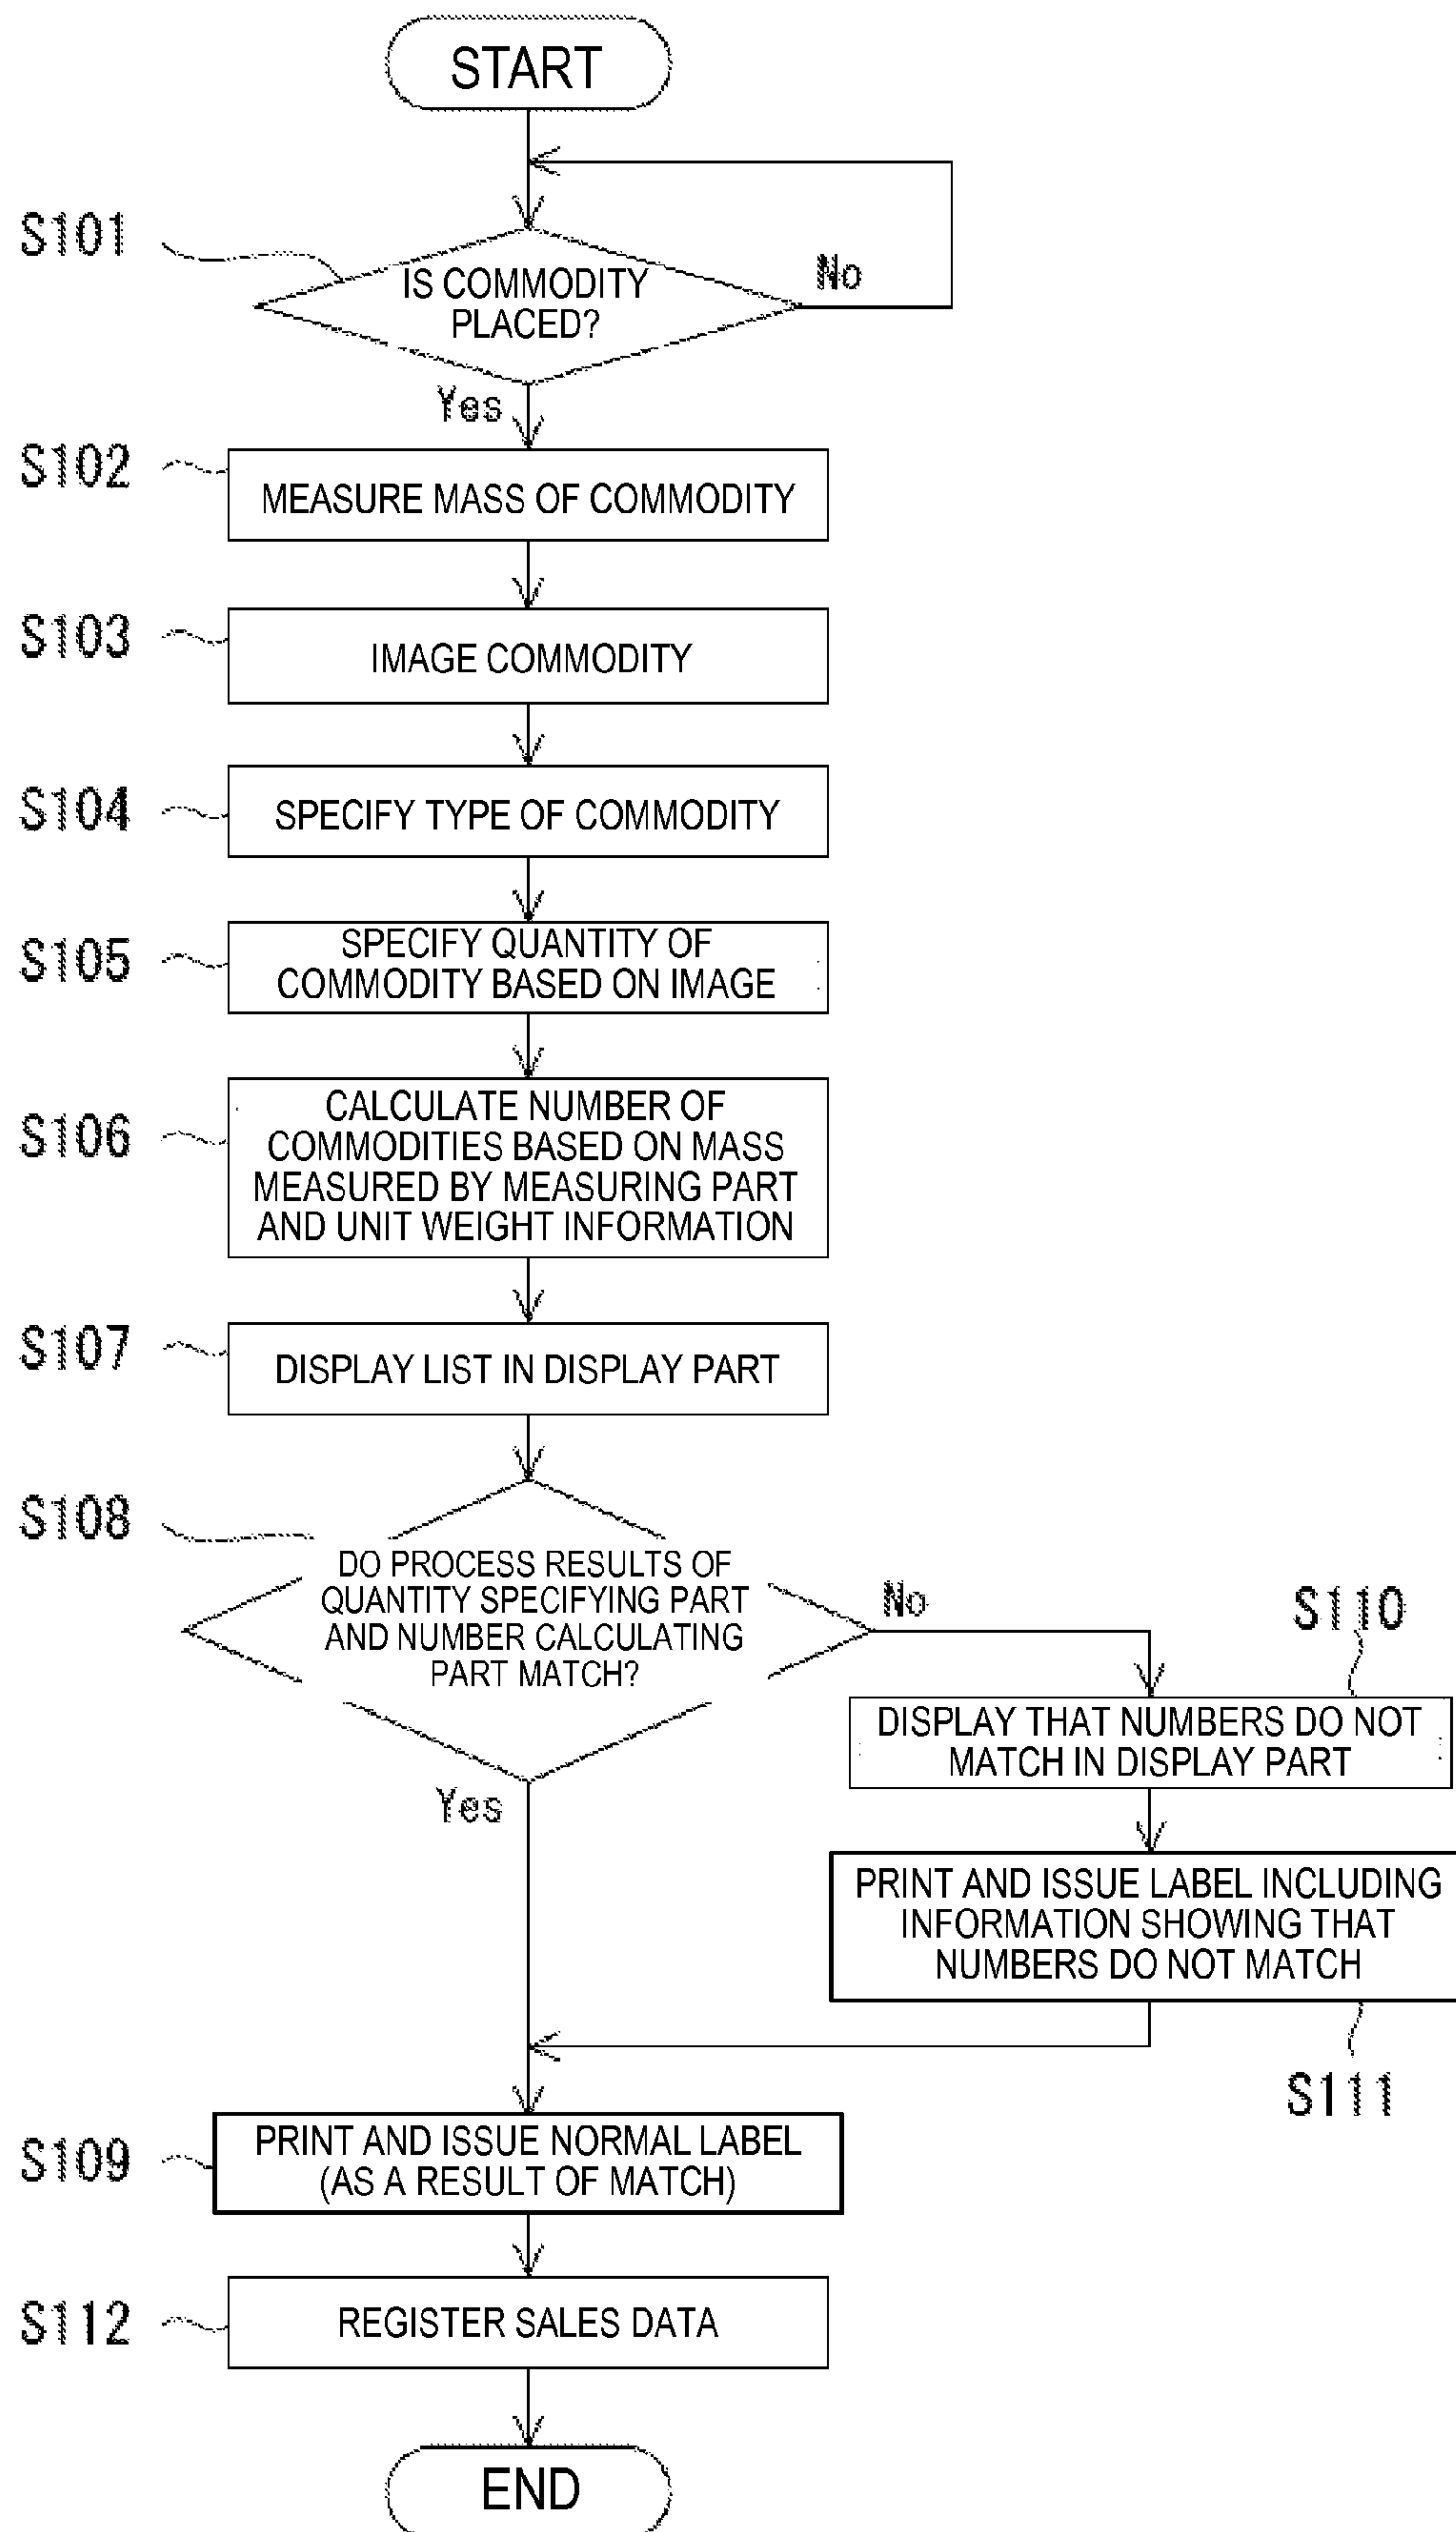 START
S101
IS COMMODITY
PLACED?
No
Yes
S102
MEASURE MASS OF COMMODITY
S103
IMAGE COMMODITY
S104
SPECIFY TYPE OF COMMODITY
S105
SPECIFY QUANTITY OF
COMMODITY BASED ON IMAGE
S106
CALCULATE NUMBER OF
COMMODITIES BASED ON MASS
MEASURED BY MEASURING PART
AND UNIT WEIGHT INFORMATION
S107
DISPLAY LIST IN DISPLAY PART
S108
DO PROCESS RESULTS OF
QUANTITY SPECIFYING PART
AND NUMBER CALCULATING
PART MATCH?
No
Yes
S110
DISPLAY THAT NUMBERS DO NOT
MATCH IN DISPLAY PART
PRINT AND ISSUE LABEL INCLUDING
INFORMATION SHOWING THAT
NUMBERS DO NOT MATCH
S111
S109
PRINT AND ISSUE NORMAL LABEL
(AS A RESULT OF MATCH)
S112
REGISTER SALES DATA
END